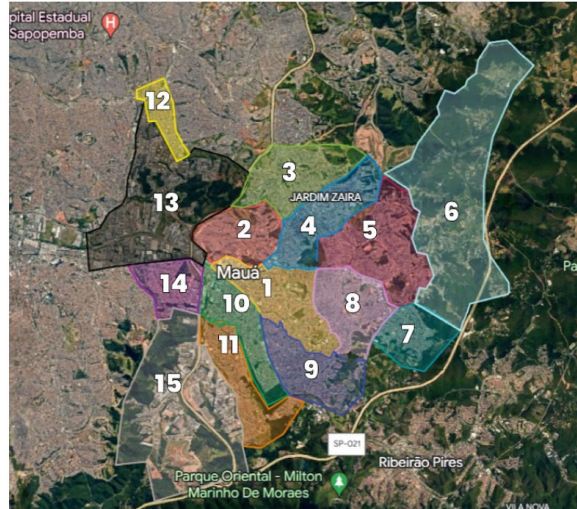 pital Estadual
Sapopemba
H
12
3
13
JARDIM ZAIRA
6
2
4
5
Mauá
Pa
14
1
10
8
7
11
9
15
SP-021
Ribeirão Pires
Parque Oriental - Milton
Marinho De Moraes
VILA NOVA